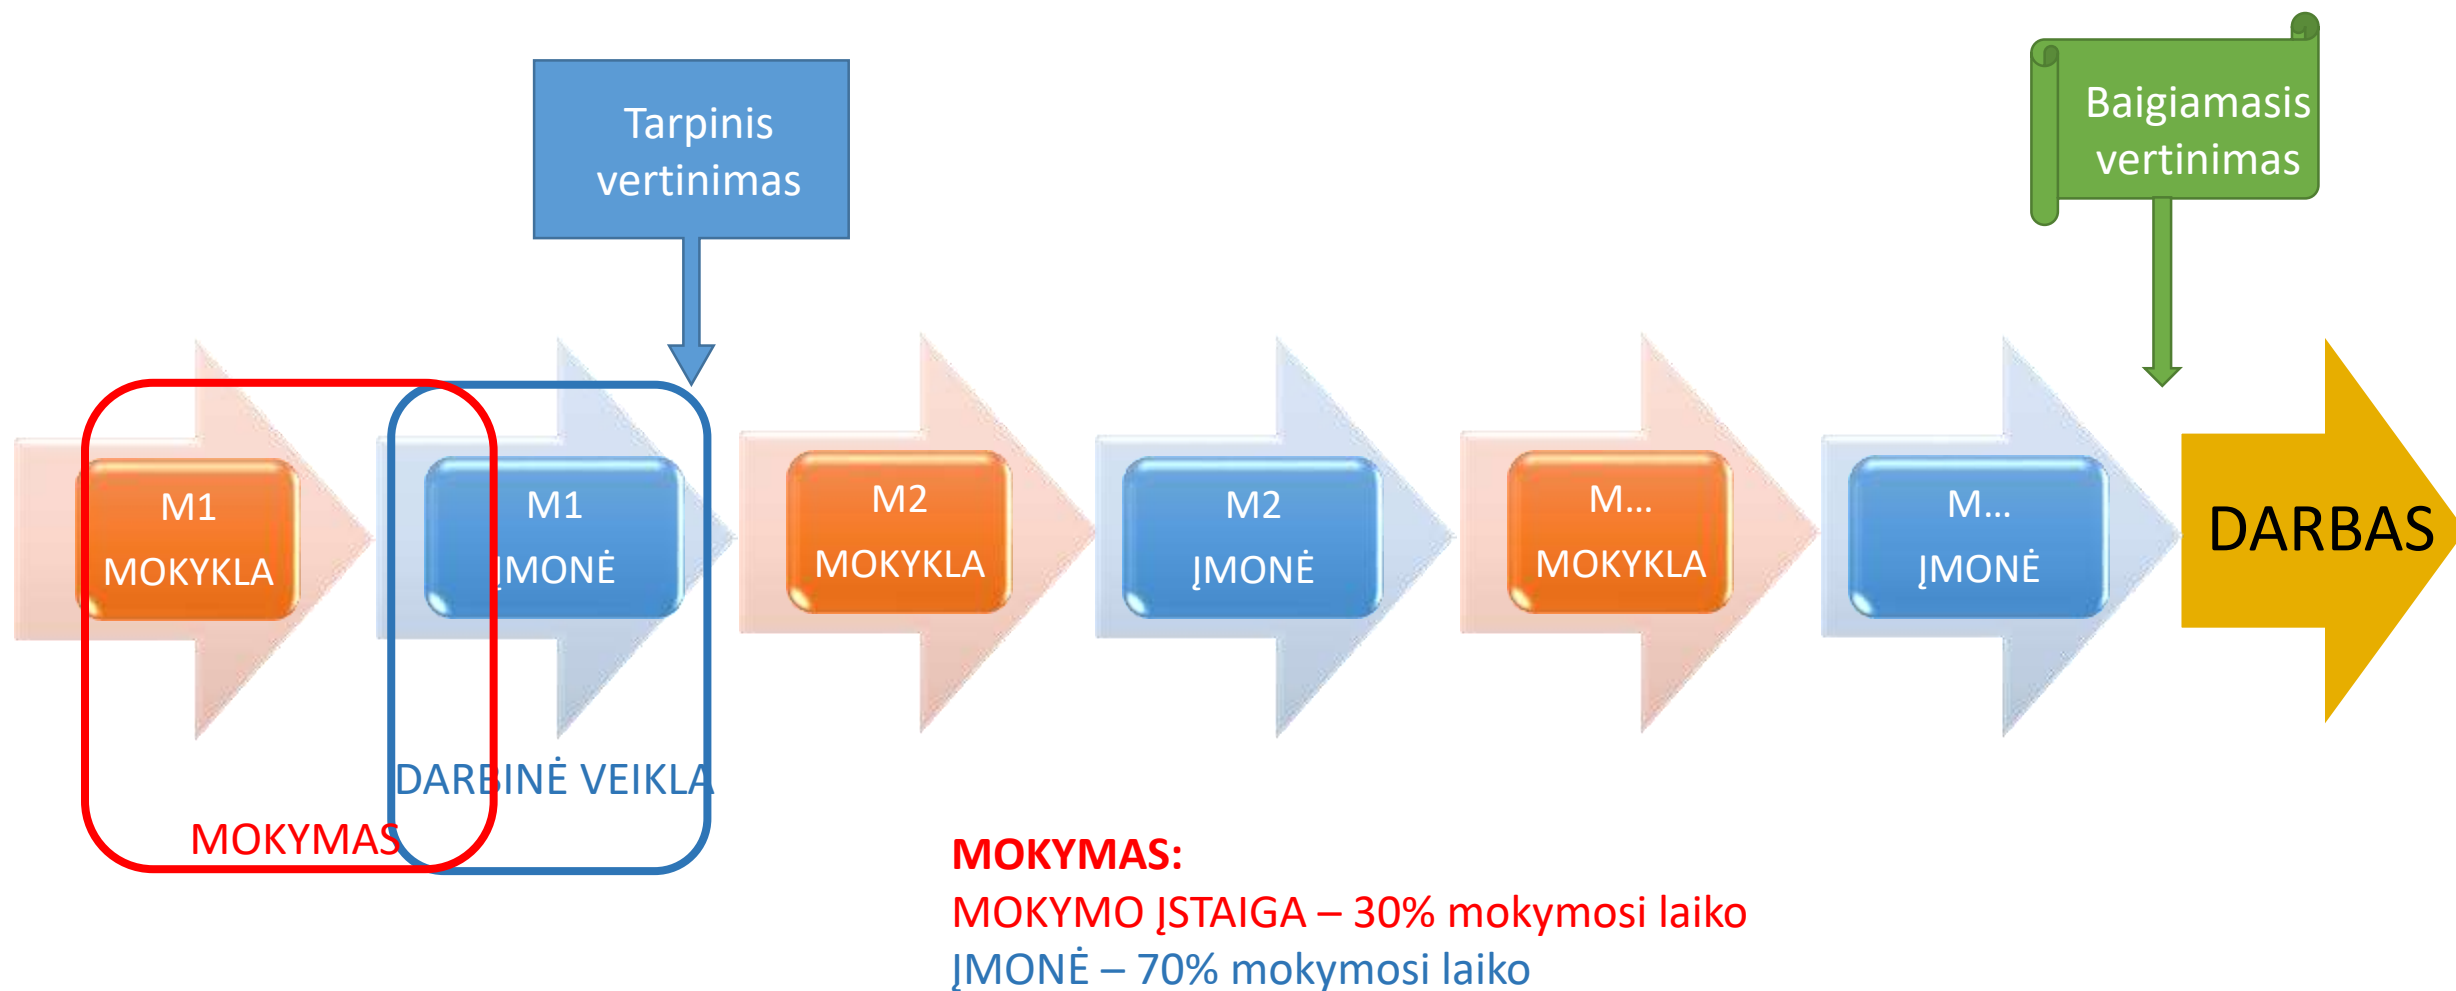 Tarpinis
vertinimas
Baigiamasis
vertinimas
M1
MOKYKLA
M1
ĮMONĖ
M2
MOKYKLA
M2
ĮMONĖ
M...
MOKYKLA
M...
ĮMONĖ
DARBAS
DARBINĖ VEIKLA
MOKYMAS
MOKYMAS:
MOKYMO ĮSTAIGA – 30% mokymosi laiko
ĮMONĖ – 70% mokymosi laiko